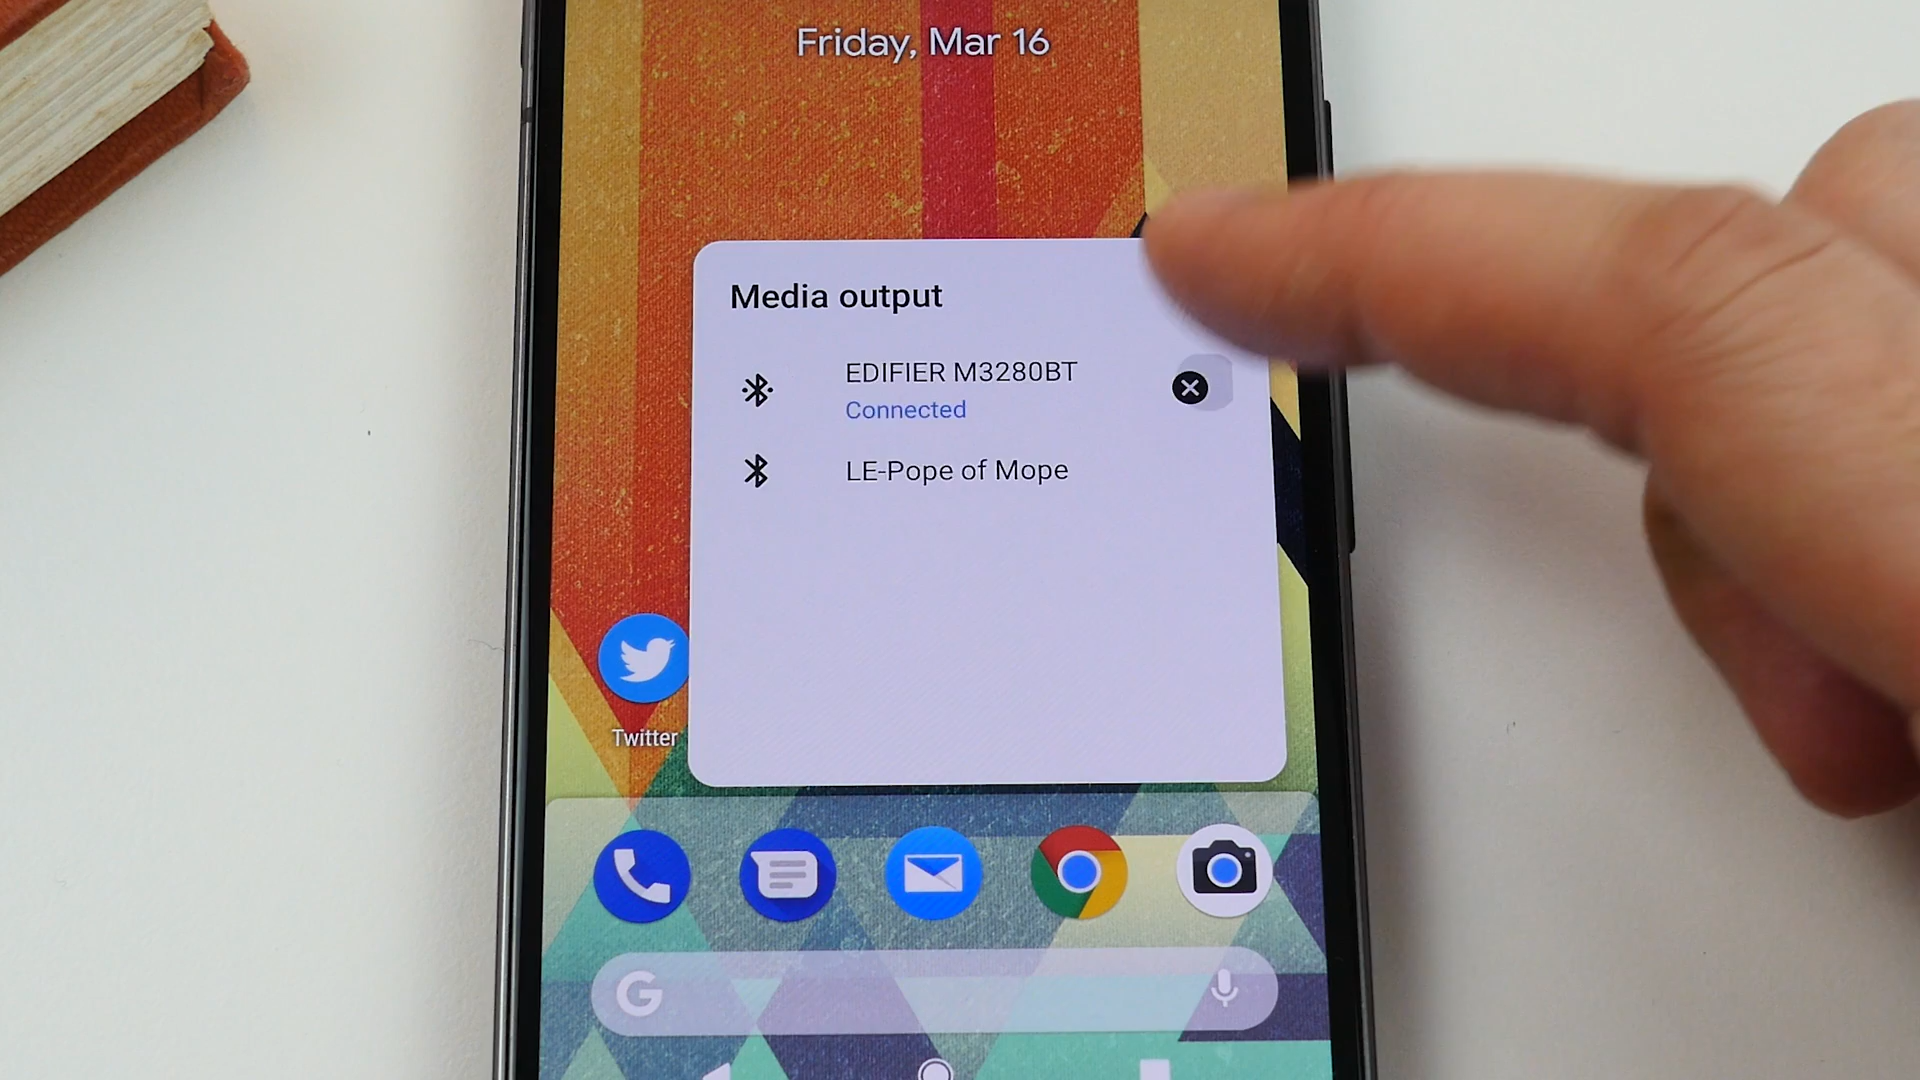 Friday, Mar 16
Media output
EDIFIER M3280BT
Connected
LE-Pope of Mope
Twitter
G